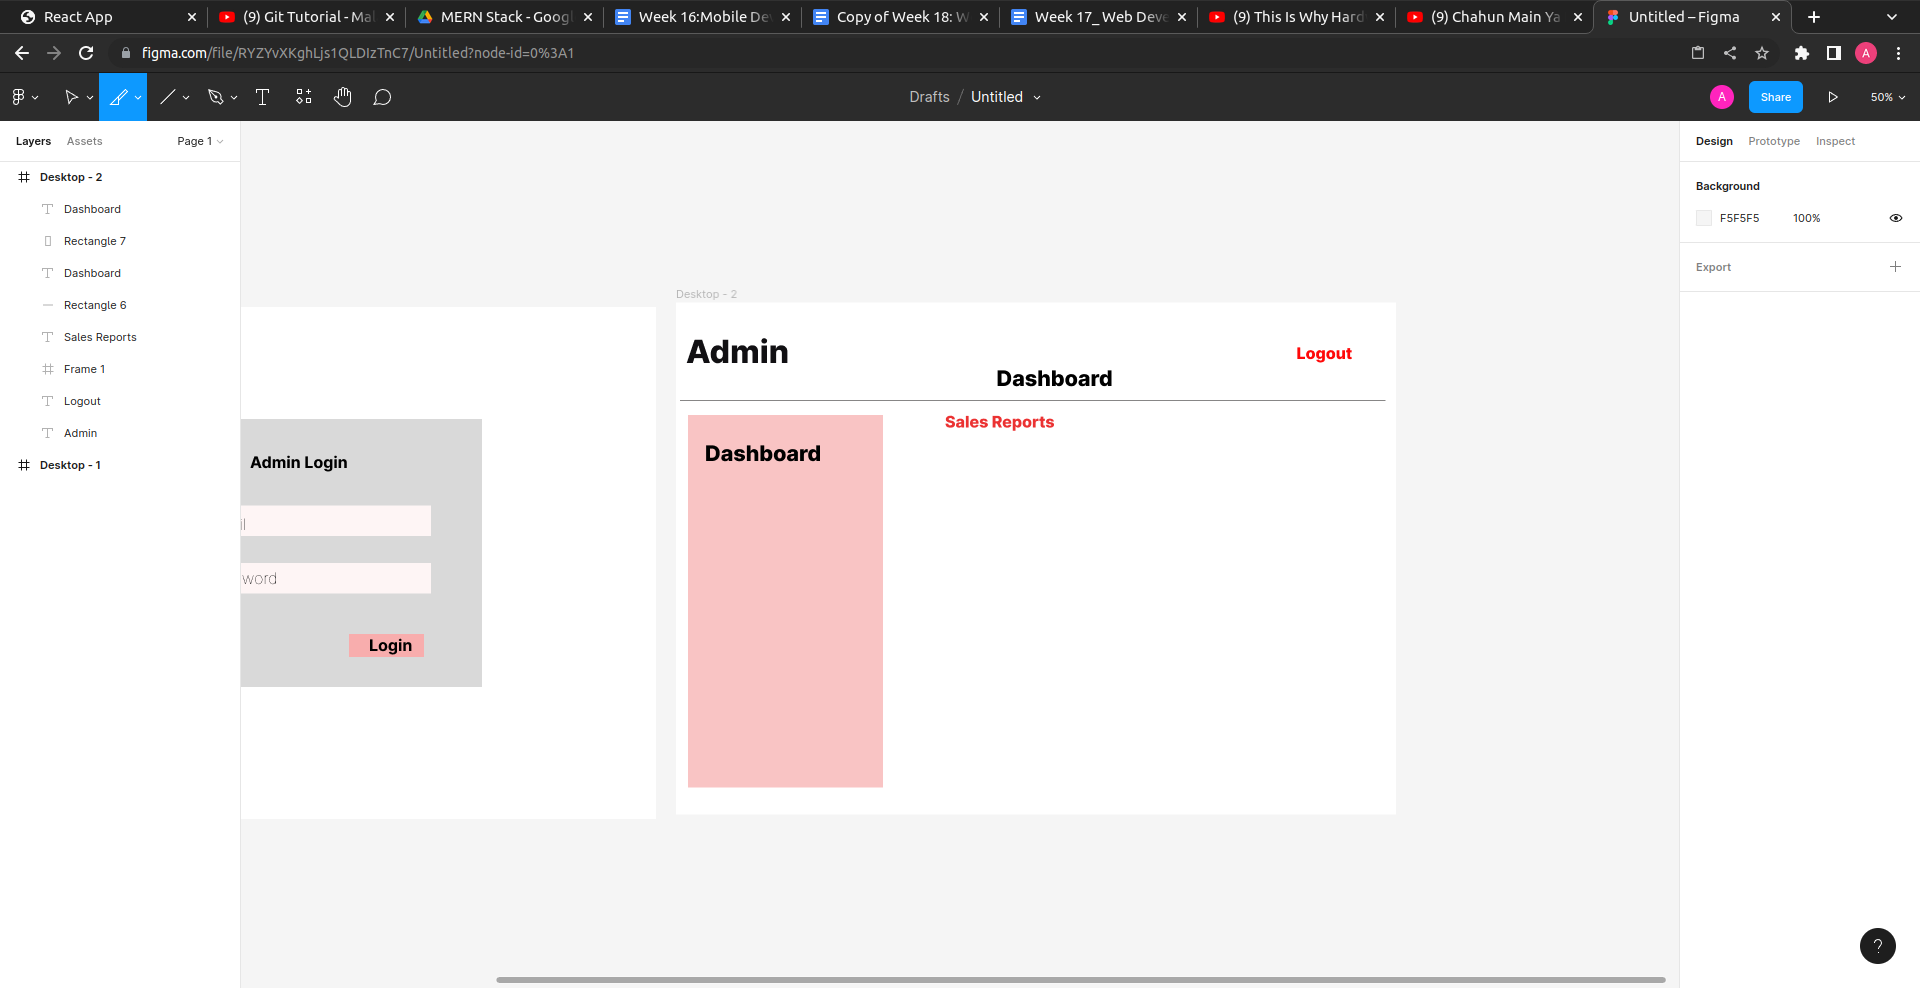 React App
(9) Git Tutorial - Ma
MERN Stack - Goog
Week 16:Mobile De
Copy of Week 18: W
Week 17_ Web Deve
(9) This Is Why Hard
(9) Chahun Main Ya
Untitled – Figma
figma.com/file/RYZYvXKghLjs1QLDIzTnC7/Untitled?node-id=0%3A1
A
Drafts / Untitled
A
Share
50%
Layers
Assets
Page 1
Design
Prototype
Inspect
Desktop - 2
Dashboard
Rectangle 7
Dashboard
Rectangle 6
Sales Reports
Frame 1
Logout
Admin
Desktop - 1
Background
F5F5F5
100%
Export
Admin Login
il
word
Login
Desktop - 2
Admin
Logout
Dashboard
Sales Reports
Dashboard
?